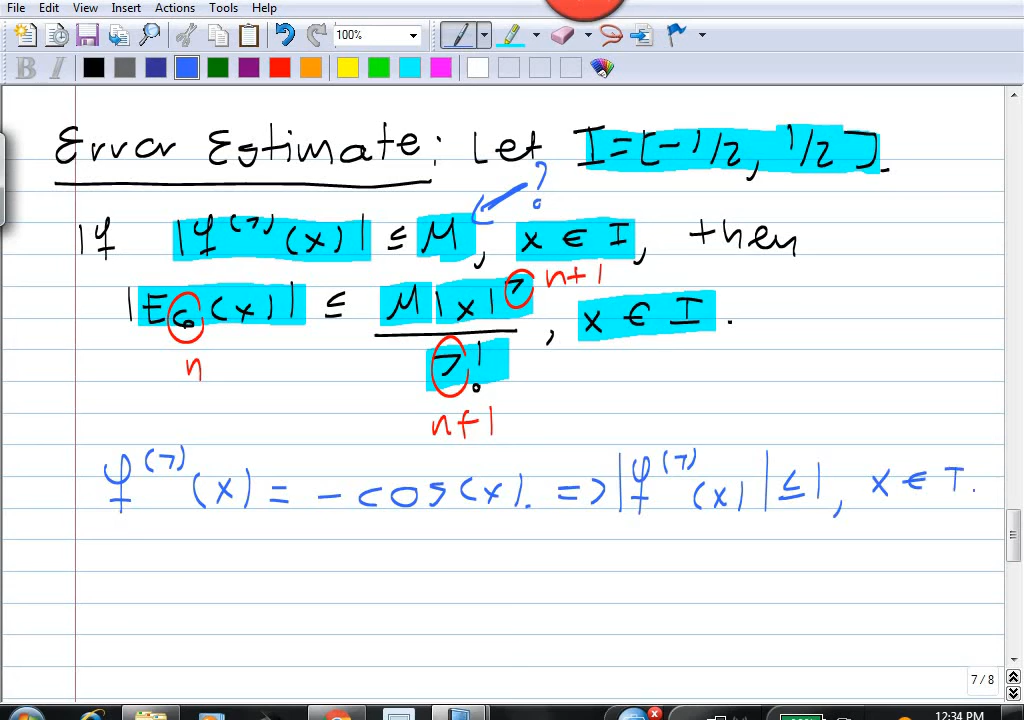 File Edit View Insert Actions Tools Help
100%
B I
Error Estimate: Let I=[-1/2, 1/2].
?
If |f^(7)(x)| ≤ M, x ∈ I, then
n+1
|E_6(x)| ≤ M|x|^7 / 7!, x ∈ I.
n
n+1
f^(7)(x) = -cos(x). => |f^(7)(x)| ≤ 1, x ∈ I.
7 / 8
12:34 PM